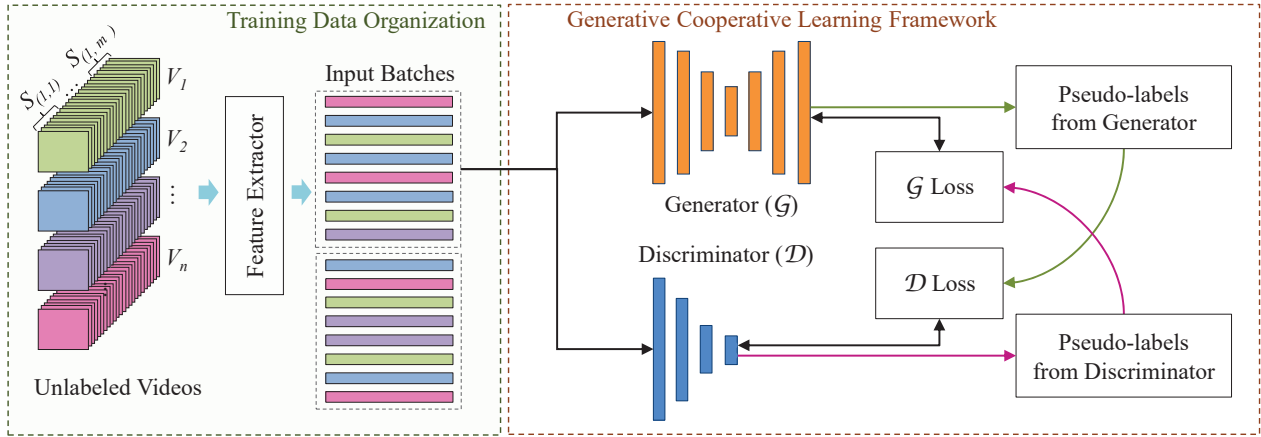 Training Data Organization
S(1,1) ... S(1,m)
V1
V2
⋮
Vn
Unlabeled Videos
Feature Extractor
Input Batches
Generative Cooperative Learning Framework
Generator (𝒢)
Discriminator (𝒟)
𝒢 Loss
𝒟 Loss
Pseudo-labels
from Generator
Pseudo-labels
from Discriminator